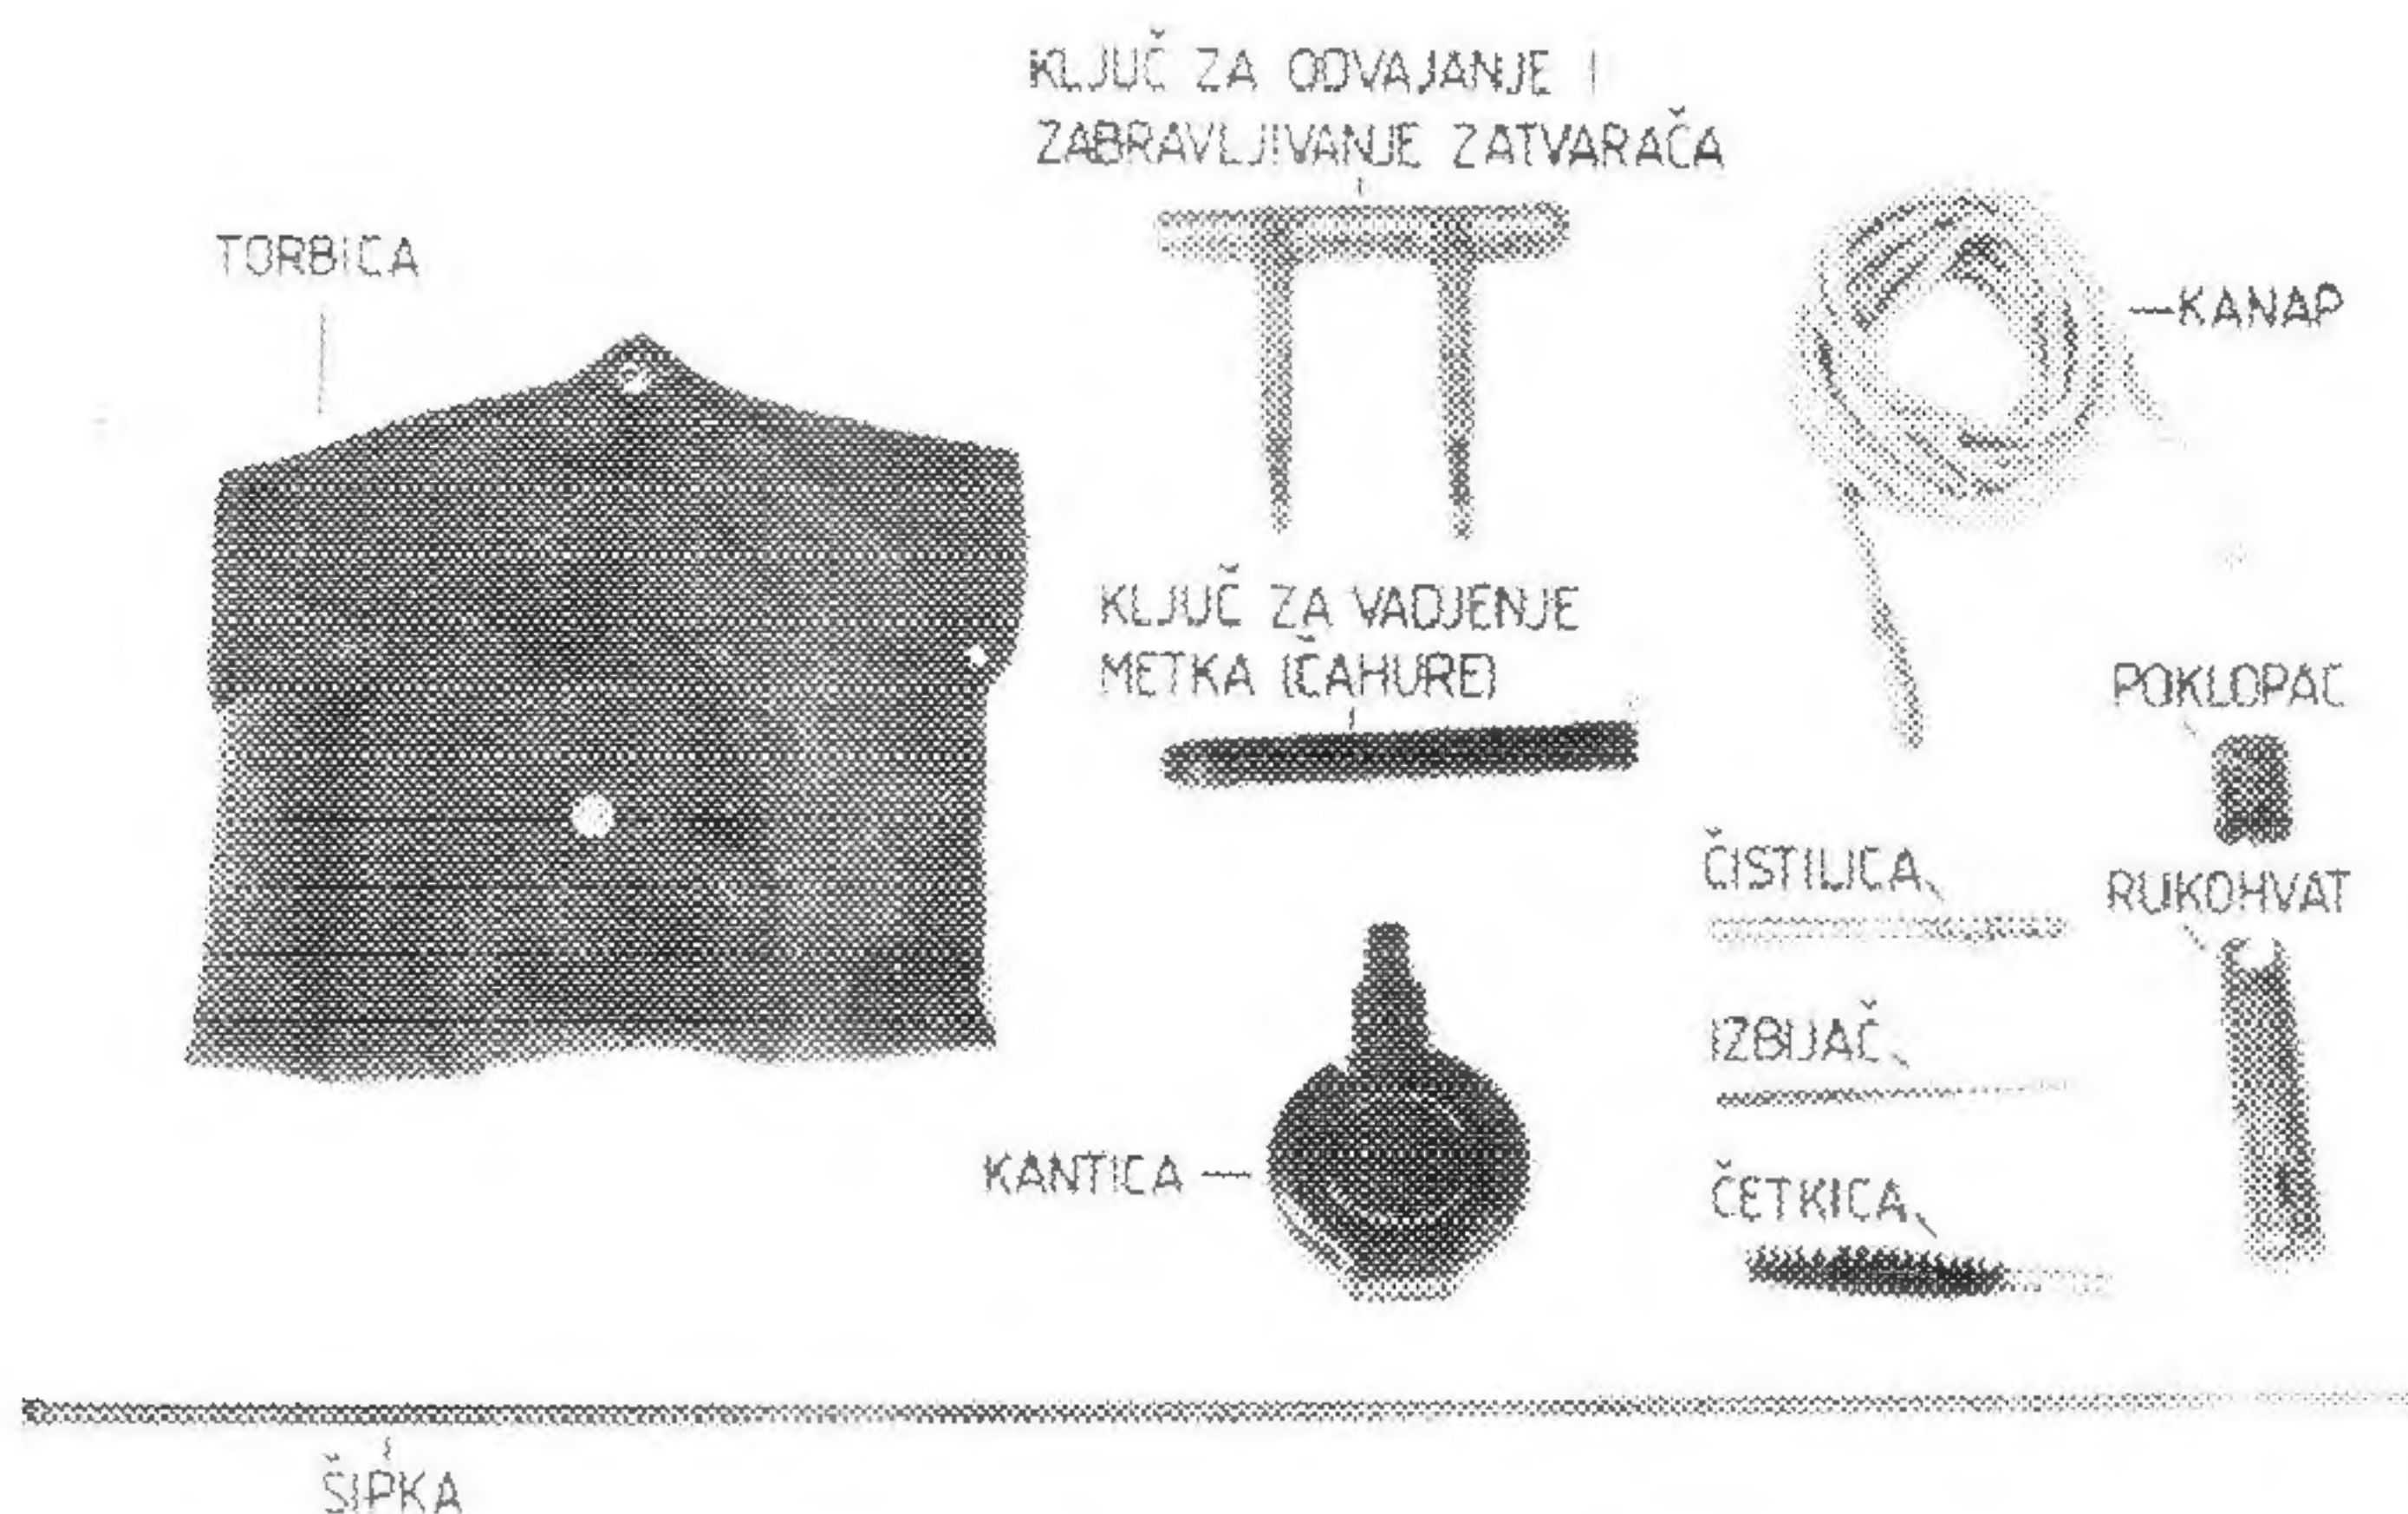 KLJUČ ZA ODVAJANJE I
ZABRAVLJIVANJE ZATVARAČA
TORBICA
KANAP
KLJUČ ZA VADJENJE
METKA (ČAHURE)
POKLOPAC
ČISTILICA
RUKOHVAT
IZBIJAČ
KANTICA
ČETKICA
ŠIPKA